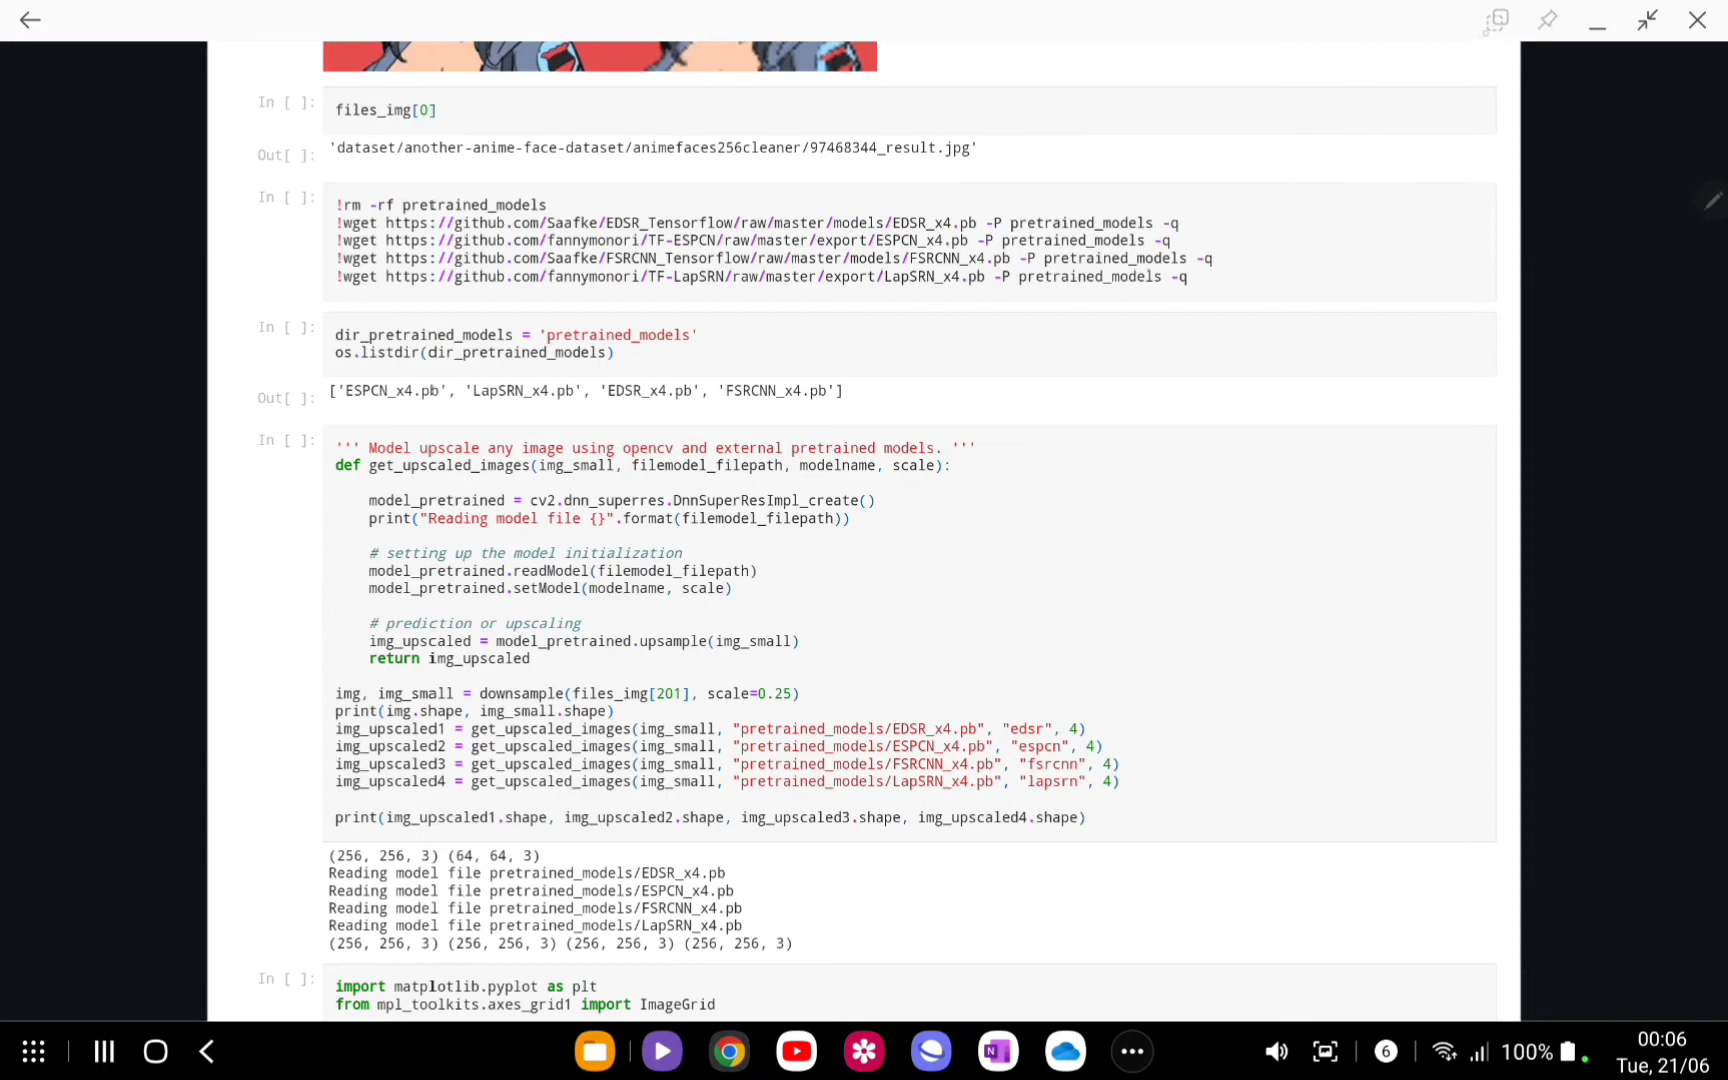 In [ ]:
files_img[0]
Out[ ]:
'dataset/another-anime-face-dataset/animefaces256cleaner/97468344_result.jpg'
In [ ]:
!rm -rf pretrained_models
!wget https://github.com/Saafke/EDSR_Tensorflow/raw/master/models/EDSR_x4.pb -P pretrained_models -q
!wget https://github.com/fannymonori/TF-ESPCN/raw/master/export/ESPCN_x4.pb -P pretrained_models -q
!wget https://github.com/Saafke/FSRCNN_Tensorflow/raw/master/models/FSRCNN_x4.pb -P pretrained_models -q
!wget https://github.com/fannymonori/TF-LapSRN/raw/master/export/LapSRN_x4.pb -P pretrained_models -q
In [ ]:
dir_pretrained_models = 'pretrained_models'
os.listdir(dir_pretrained_models)
Out[ ]:
['ESPCN_x4.pb', 'LapSRN_x4.pb', 'EDSR_x4.pb', 'FSRCNN_x4.pb']
In [ ]:
''' Model upscale any image using opencv and external pretrained models. '''
def get_upscaled_images(img_small, filemodel_filepath, modelname, scale):
model_pretrained = cv2.dnn_superres.DnnSuperResImpl_create()
print("Reading model file {}".format(filemodel_filepath))
# setting up the model initialization
model_pretrained.readModel(filemodel_filepath)
model_pretrained.setModel(modelname, scale)
# prediction or upscaling
img_upscaled = model_pretrained.upsample(img_small)
return img_upscaled
img, img_small = downsample(files_img[201], scale=0.25)
print(img.shape, img_small.shape)
img_upscaled1 = get_upscaled_images(img_small, "pretrained_models/EDSR_x4.pb", "edsr", 4)
img_upscaled2 = get_upscaled_images(img_small, "pretrained_models/ESPCN_x4.pb", "espcn", 4)
img_upscaled3 = get_upscaled_images(img_small, "pretrained_models/FSRCNN_x4.pb", "fsrcnn", 4)
img_upscaled4 = get_upscaled_images(img_small, "pretrained_models/LapSRN_x4.pb", "lapsrn", 4)
print(img_upscaled1.shape, img_upscaled2.shape, img_upscaled3.shape, img_upscaled4.shape)
(256, 256, 3) (64, 64, 3)
Reading model file pretrained_models/EDSR_x4.pb
Reading model file pretrained_models/ESPCN_x4.pb
Reading model file pretrained_models/FSRCNN_x4.pb
Reading model file pretrained_models/LapSRN_x4.pb
(256, 256, 3) (256, 256, 3) (256, 256, 3) (256, 256, 3)
In [ ]:
import matplotlib.pyplot as plt
from mpl_toolkits.axes_grid1 import ImageGrid
6
100%
00:06
Tue, 21/06